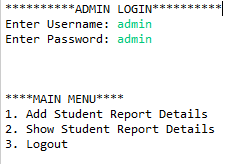 **********ADMIN LOGIN**********
Enter Username: admin
Enter Password: admin
****MAIN MENU****
1. Add Student Report Details
2. Show Student Report Details
3. Logout